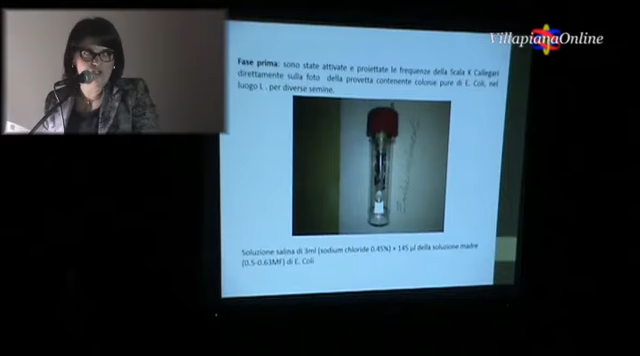 VillapianaOnline
Fase prima: sono state attivate e proiettate le frequenze della Scala K Callegari
direttamente sulla foto della provetta contenente colonie pure di E. Coli, nel
luogo L . per diverse semine.
Soluzione salina di 3ml (sodium chloride 0.45%) + 145 µl della soluzione madre
(0.5-0.63MF) di E. Coli